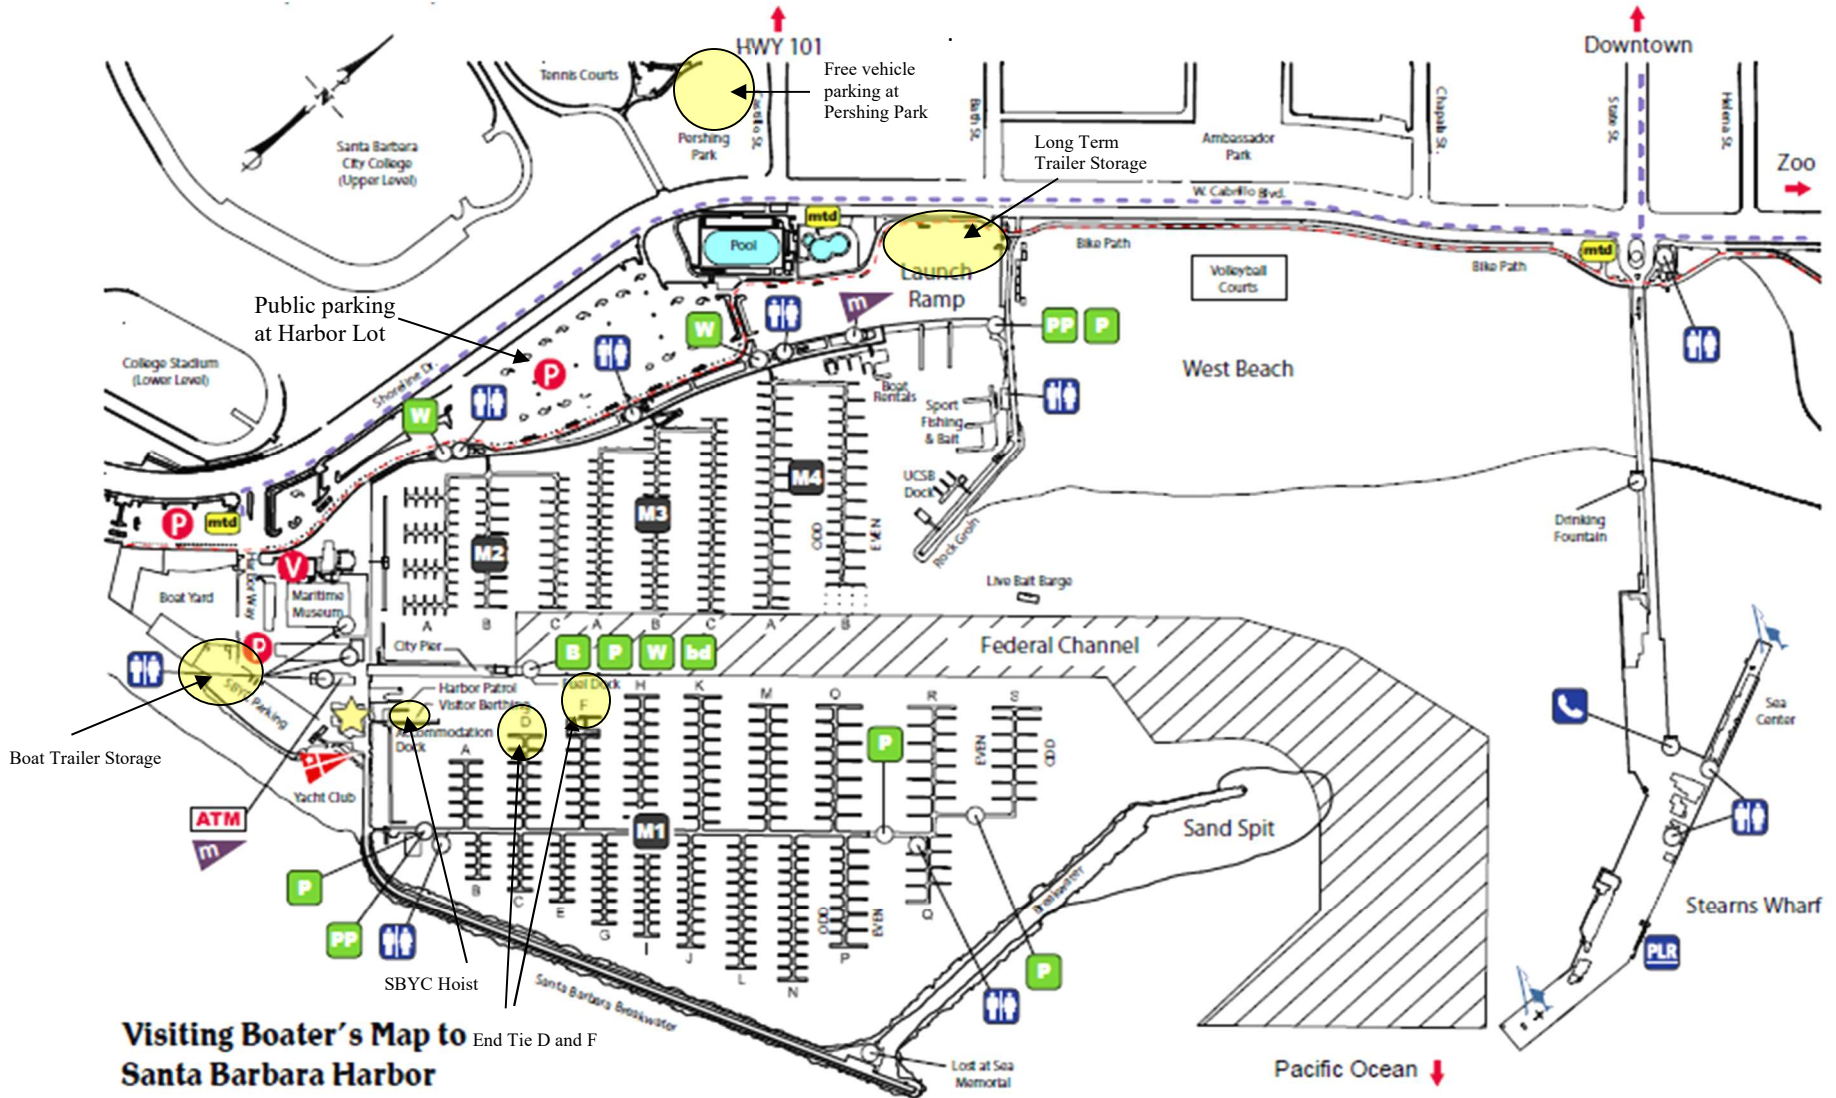 HWY 101
Downtown
Tennis Courts
Free vehicle
parking at
Pershing Park
Castillo St.
Bath St.
Chapala St.
State St.
Helena St.
N
Santa Barbara
City College
(Upper Level)
Pershing
Park
Long Term
Trailer Storage
Ambassador
Park
Zoo
W. Cabrillo Blvd.
mtd
Pool
Bike Path
mtd
Bike Path
Volleyball
Courts
Launch
Ramp
Public parking
at Harbor Lot
m
W
PP
P
College Stadium
(Lower Level)
Shoreline Dr.
P
West Beach
W
Boat
Rentals
Sport
Fishing
& Bait
UCSB
Dock
M4
M3
M2
ODD
EVEN
Rock Groin
Drinking
Fountain
P
mtd
V
Harbor Way
Boat Yard
Maritime
Museum
Live Bait Barge
A
B
C
A
B
C
A
B
P
City Pier
B
P
W
bd
Federal Channel
SBYC Parking
Harbor Patrol
Visitor Berthing
Fuel Dock
Accommodation
Dock
A
D
F
H
K
M
O
R
S
EVEN
ODD
P
Sea
Center
Boat Trailer Storage
Yacht Club
ATM
m
M1
Sand Spit
P
PP
B
C
E
G
I
J
L
N
ODD
EVEN
P
Q
Breakwater
P
Stearns Wharf
PLR
SBYC Hoist
Santa Barbara Breakwater
Visiting Boater's Map to
Santa Barbara Harbor
End Tie D and F
Lost at Sea
Memorial
Pacific Ocean